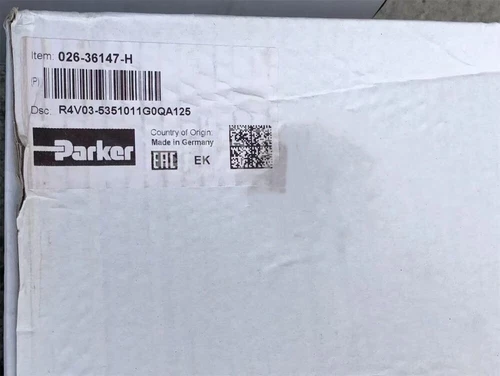 Item: 026-36147-H
(P)
Dsc. R4V03-5351011G0QA125
Parker
Country of Origin:
Made in Germany
EAC EK